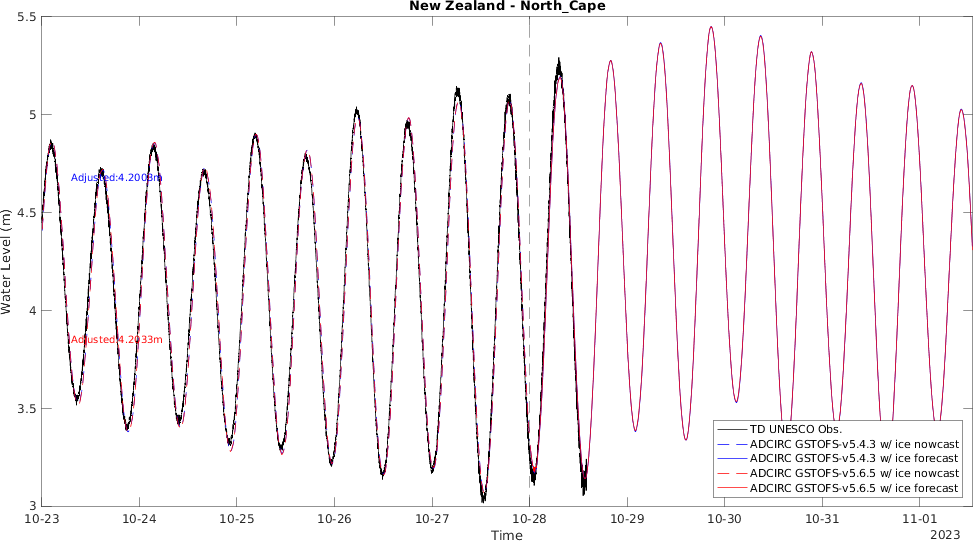 New Zealand - North_Cape
5.5
5
4.5
4
3.5
3
Water Level (m)
Adjusted:4.2003m
Adjusted:4.2033m
TD UNESCO Obs.
ADCIRC GSTOFS-v5.4.3 w/ ice nowcast
ADCIRC GSTOFS-v5.4.3 w/ ice forecast
ADCIRC GSTOFS-v5.6.5 w/ ice nowcast
ADCIRC GSTOFS-v5.6.5 w/ ice forecast
10-23 10-24 10-25 10-26 10-27 10-28 10-29 10-30 10-31 11-01
Time
2023